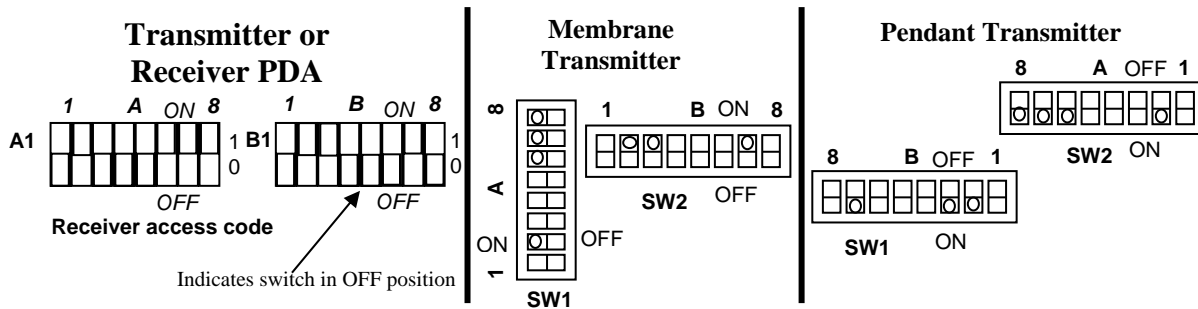 Transmitter or
Receiver PDA
1 A ON 8
A1
1
0
OFF
1 B ON 8
B1
1
0
OFF
Receiver access code
Indicates switch in OFF position
Membrane
Transmitter
8
A
1
ON
OFF
SW1
1 B ON 8
SW2 OFF
Pendant Transmitter
8 A OFF 1
SW2 ON
8 B OFF 1
SW1 ON